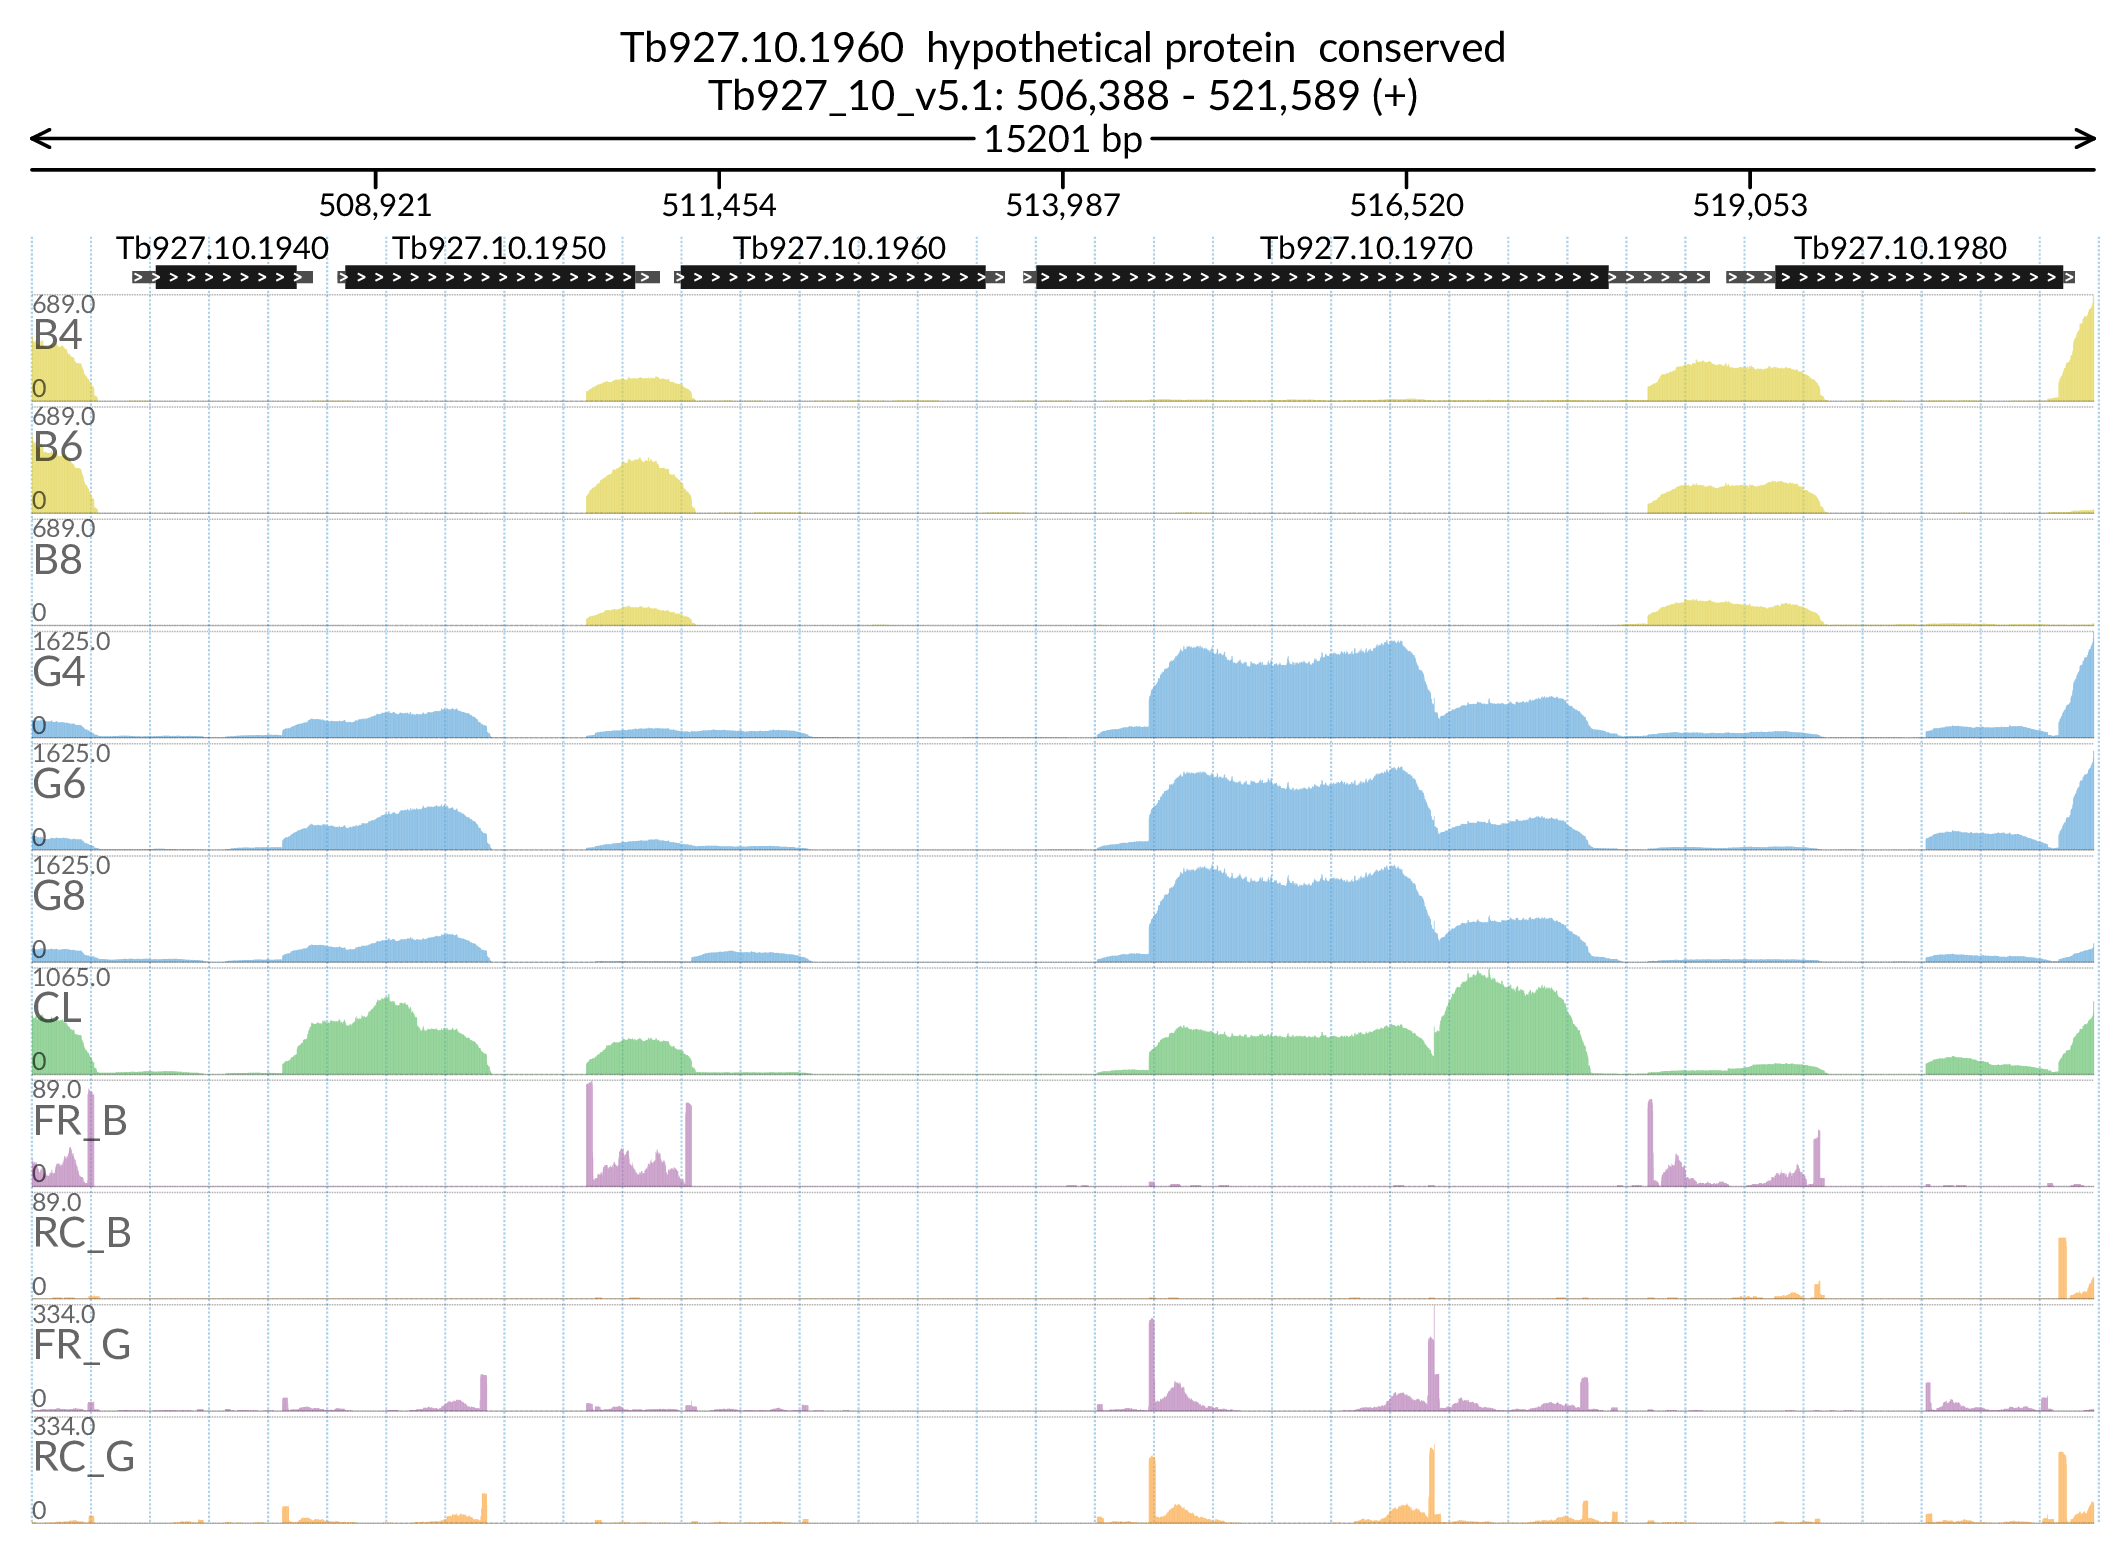 Tb927.10.1960 hypothetical protein conserved
Tb927_10_v5.1: 506,388 - 521,589 (+)
15201 bp
508,921 511,454 513,987 516,520 519,053
Tb927.10.1940 Tb927.10.1950 Tb927.10.1960 Tb927.10.1970 Tb927.10.1980
689.0
B4
0
689.0
B6
0
689.0
B8
0
1625.0
G4
0
1625.0
G6
0
1625.0
G8
0
1065.0
CL
0
89.0
FR_B
0
89.0
RC_B
0
334.0
FR_G
0
334.0
RC_G
0